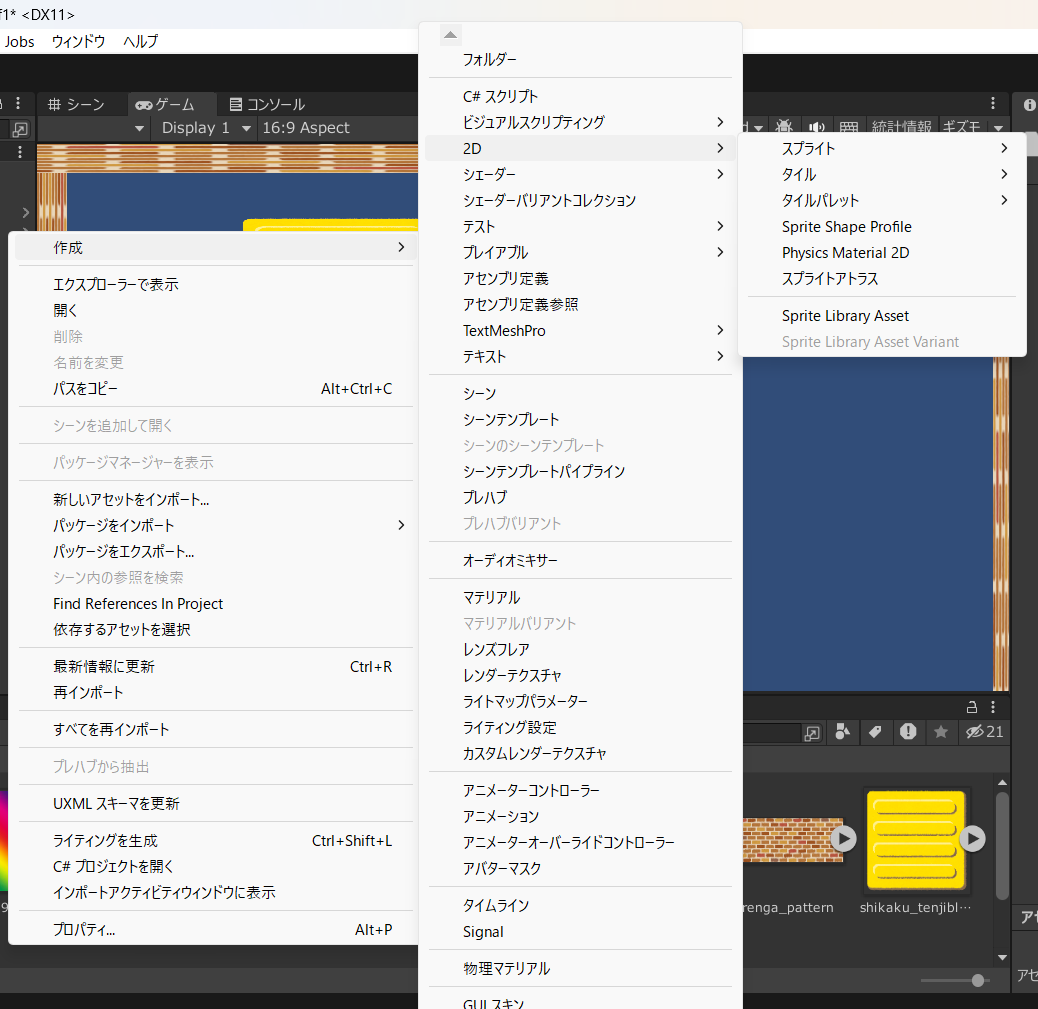 f1* <DX11>
Jobs ウィンドウ ヘルプ
シーン ゲーム コンソール
Display 1 16:9 Aspect
統計情報 ギズモ
作成
エクスプローラーで表示
開く
削除
名前を変更
パスをコピー Alt+Ctrl+C
シーンを追加して開く
パッケージマネージャーを表示
新しいアセットをインポート...
パッケージをインポート
パッケージをエクスポート...
シーン内の参照を検索
Find References In Project
依存するアセットを選択
最新情報に更新 Ctrl+R
再インポート
すべてを再インポート
プレハブから抽出
UXML スキーマを更新
ライティングを生成 Ctrl+Shift+L
C# プロジェクトを開く
インポートアクティビティウィンドウに表示
プロパティ... Alt+P
フォルダー
C# スクリプト
ビジュアルスクリプティング
2D
シェーダー
シェーダーバリアントコレクション
テスト
プレイアブル
アセンブリ定義
アセンブリ定義参照
TextMeshPro
テキスト
シーン
シーンテンプレート
シーンのシーンテンプレート
シーンテンプレートパイプライン
プレハブ
プレハブバリアント
オーディオミキサー
マテリアル
マテリアルバリアント
レンズフレア
レンダーテクスチャ
ライトマップパラメーター
ライティング設定
カスタムレンダーテクスチャ
アニメーターコントローラー
アニメーション
アニメーターオーバーライドコントローラー
アバターマスク
タイムライン
Signal
物理マテリアル
GUI スキン
スプライト
タイル
タイルパレット
Sprite Shape Profile
Physics Material 2D
スプライトアトラス
Sprite Library Asset
Sprite Library Asset Variant
21
renga_pattern shikaku_tenjibl…
アセ